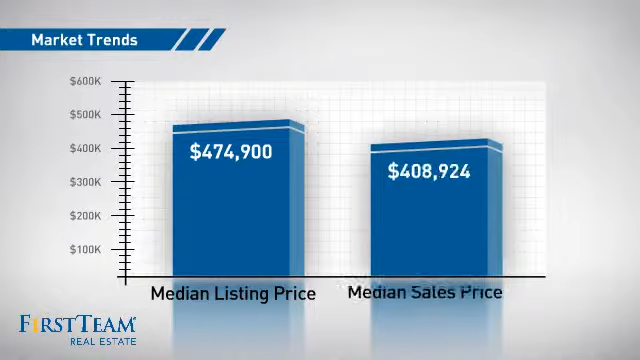 Market Trends
$600K
$500K
$400K
$300K
$200K
$100K
$474,900
$408,924
Median Listing Price
Median Sales Price
FIRSTTEAM®
REAL ESTATE